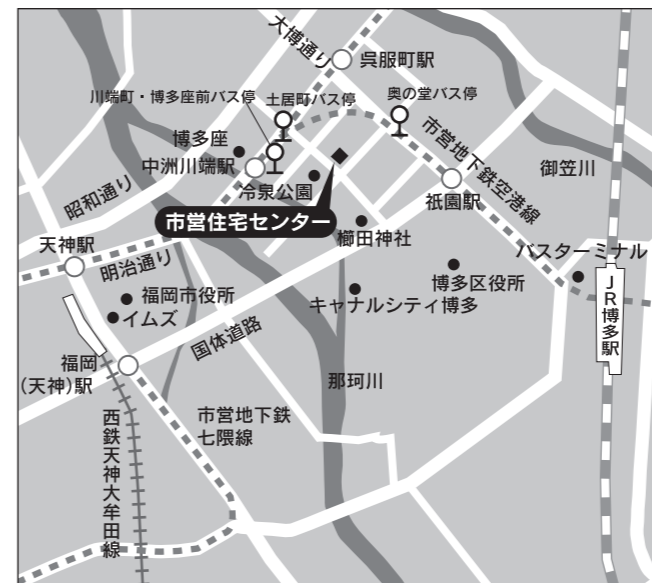 大博通り
呉服町駅
川端町・博多座前バス停
土居町バス停
奥の堂バス停
博多座
中洲川端駅
市営地下鉄空港線
御笠川
昭和通り
冷泉公園
祇園駅
市営住宅センター
櫛田神社
天神駅
明治通り
バスターミナル
博多区役所
福岡市役所
キャナルシティ博多
イムズ
国体道路
JR博多駅
福岡
(天神)駅
那珂川
市営地下鉄
七隈線
西鉄天神大牟田線